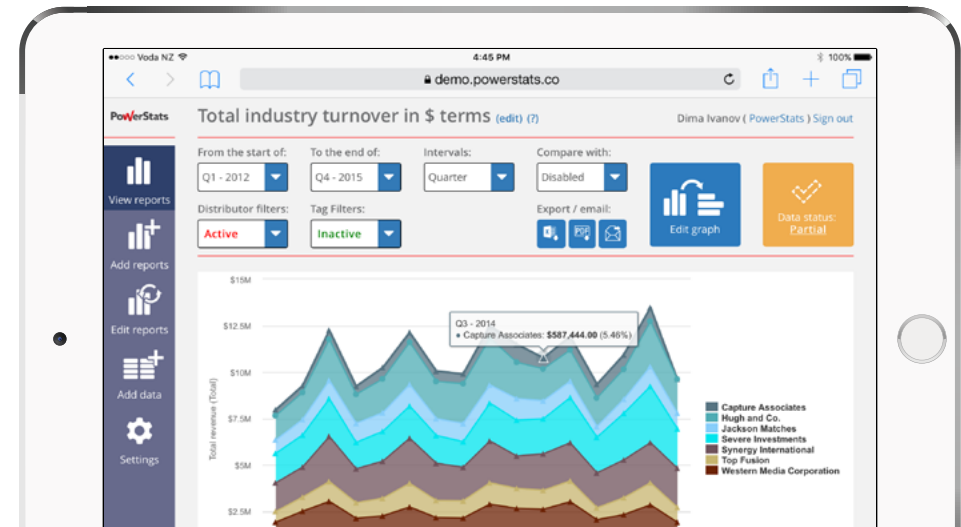 Voda NZ
4:45 PM
100%
demo.powerstats.co
PowerStats
Total industry turnover in $ terms (edit) (?)
Dima Ivanov ( PowerStats ) Sign out
From the start of:
To the end of:
Intervals:
Compare with:
Q1 - 2012
Q4 - 2015
Quarter
Disabled
Distributor filters:
Tag Filters:
Export / email:
Active
Inactive
PDF
Edit graph
Data status:
Partial
View reports
Add reports
Edit reports
Add data
Settings
$15M
$12.5M
$10M
$7.5M
$5M
$2.5M
Total revenue (Total)
Q3 - 2014
• Capture Associates: $587,444.00 (5.46%)
Capture Associates
Hugh and Co.
Jackson Matches
Severe Investments
Synergy International
Top Fusion
Western Media Corporation